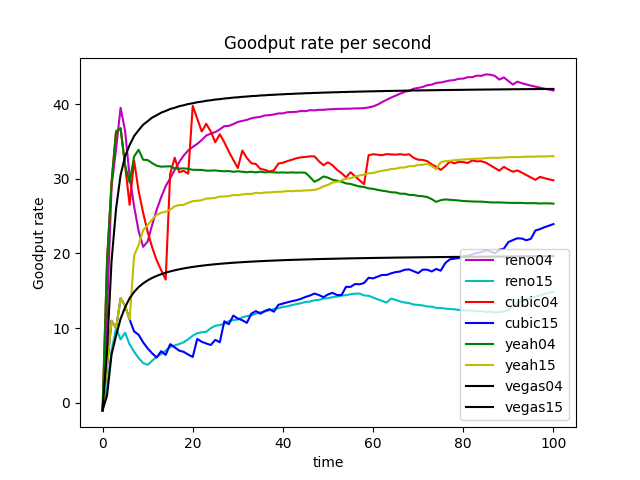 Goodput rate per second
Goodput rate
40
30
20
10
0
0 20 40 60 80 100
time
reno04
reno15
cubic04
cubic15
yeah04
yeah15
vegas04
vegas15